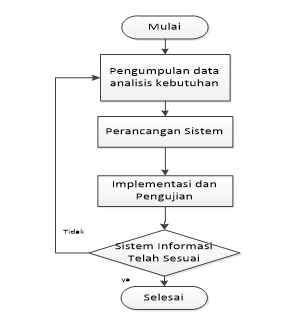 Mulai
Pengumpulan data
analisis kebutuhan
Perancangan Sistem
Implementasi dan
Pengujian
Tidak
Sistem Informasi
Telah Sesuai
ya
Selesai